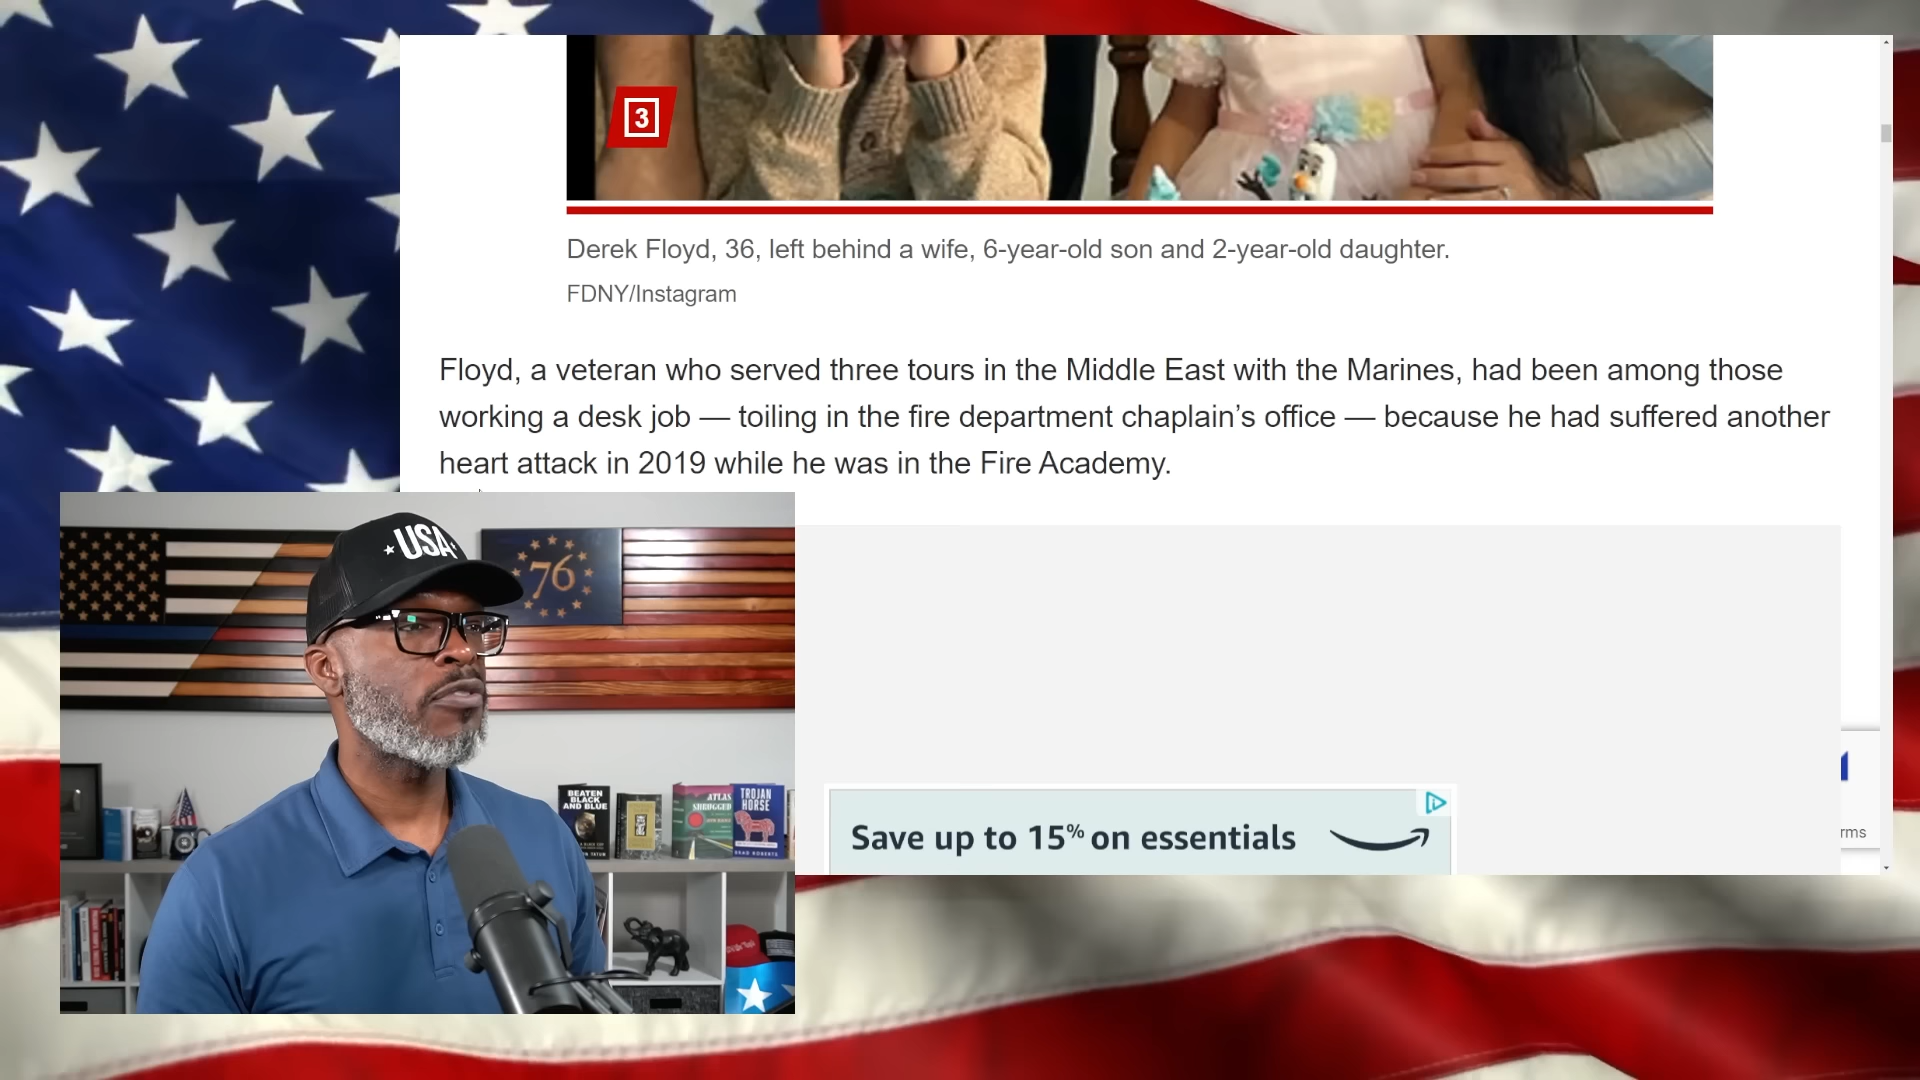 3
Derek Floyd, 36, left behind a wife, 6-year-old son and 2-year-old daughter.
FDNY/Instagram
Floyd, a veteran who served three tours in the Middle East with the Marines, had been among those
working a desk job — toiling in the fire department chaplain’s office — because he had suffered another
heart attack in 2019 while he was in the Fire Academy.
USA
76
BEATEN
BLACK
AND BLUE
ATLAS
SHRUGGED
TROJAN
HORSE
Save up to 15% on essentials
rms